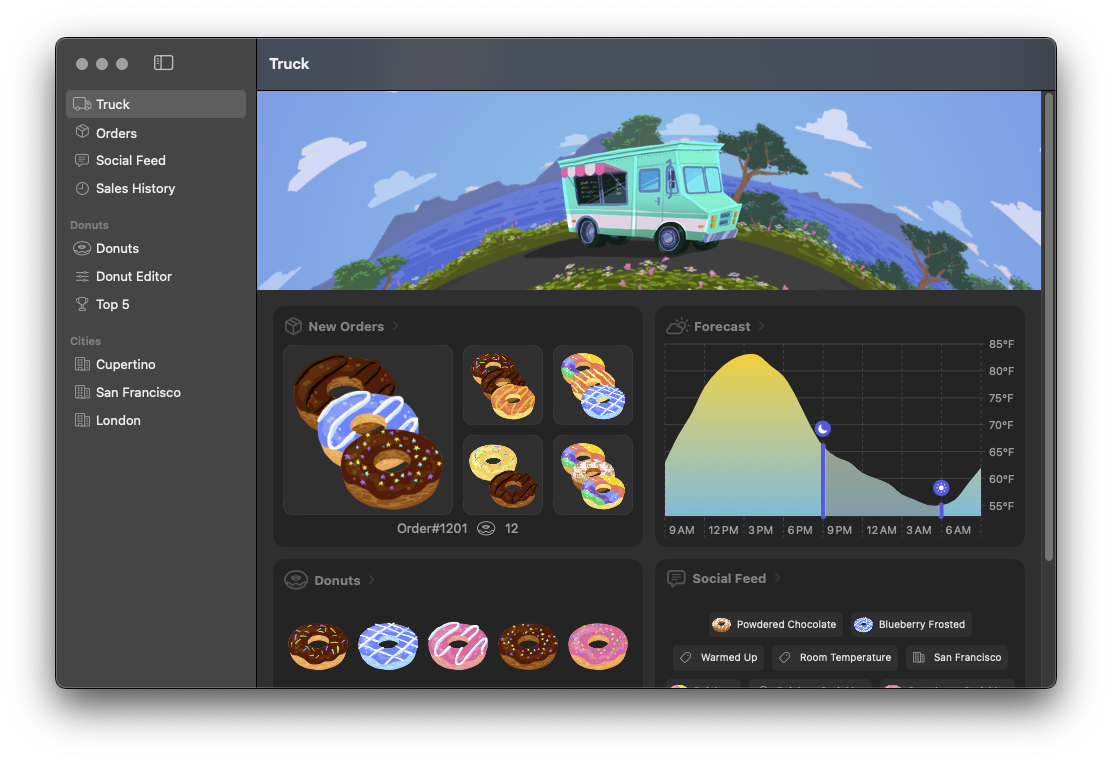 Truck
Truck
Orders
Social Feed
Sales History
Donuts
Donuts
Donut Editor
Top 5
Cities
Cupertino
San Francisco
London
New Orders
Order#1201 12
Forecast
85°F
80°F
75°F
70°F
65°F
60°F
55°F
9 AM 12 PM 3 PM 6 PM 9 PM 12 AM 3 AM 6 AM
Donuts
Social Feed
Powdered Chocolate Blueberry Frosted
Warmed Up Room Temperature San Francisco